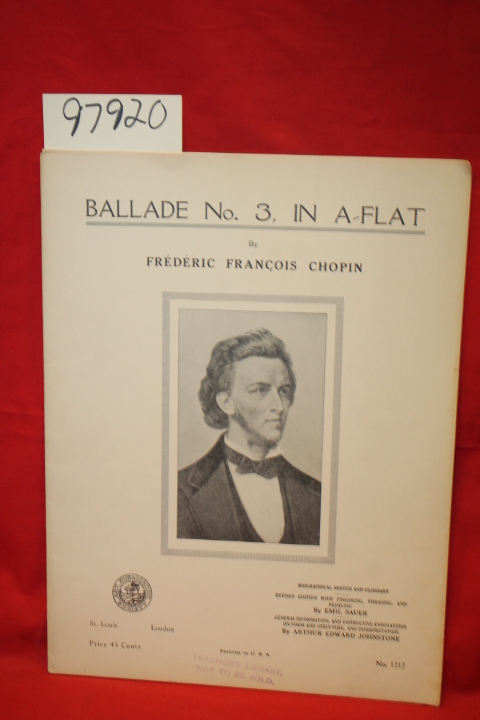 97920
BALLADE No. 3, IN A-FLAT
By
FRÉDÉRIC FRANÇOIS CHOPIN
BIOGRAPHICAL SKETCH AND GLOSSARY
REVISED EDITION WITH FINGERING, PHRASING, AND
PEDALING
By EMIL SAUER
GENERAL INFORMATION, AND INSTRUCTIVE ANNOTATIONS
ON FORM AND STRUCTURE, AND INTERPRETATION
By ARTHUR EDWARD JOHNSTONE
St. Louis London
Price 45 Cents
PRINTED IN U. S. A.
No. 1212
TEACHER'S LIBRARY,
NOT TO BE SOLD,